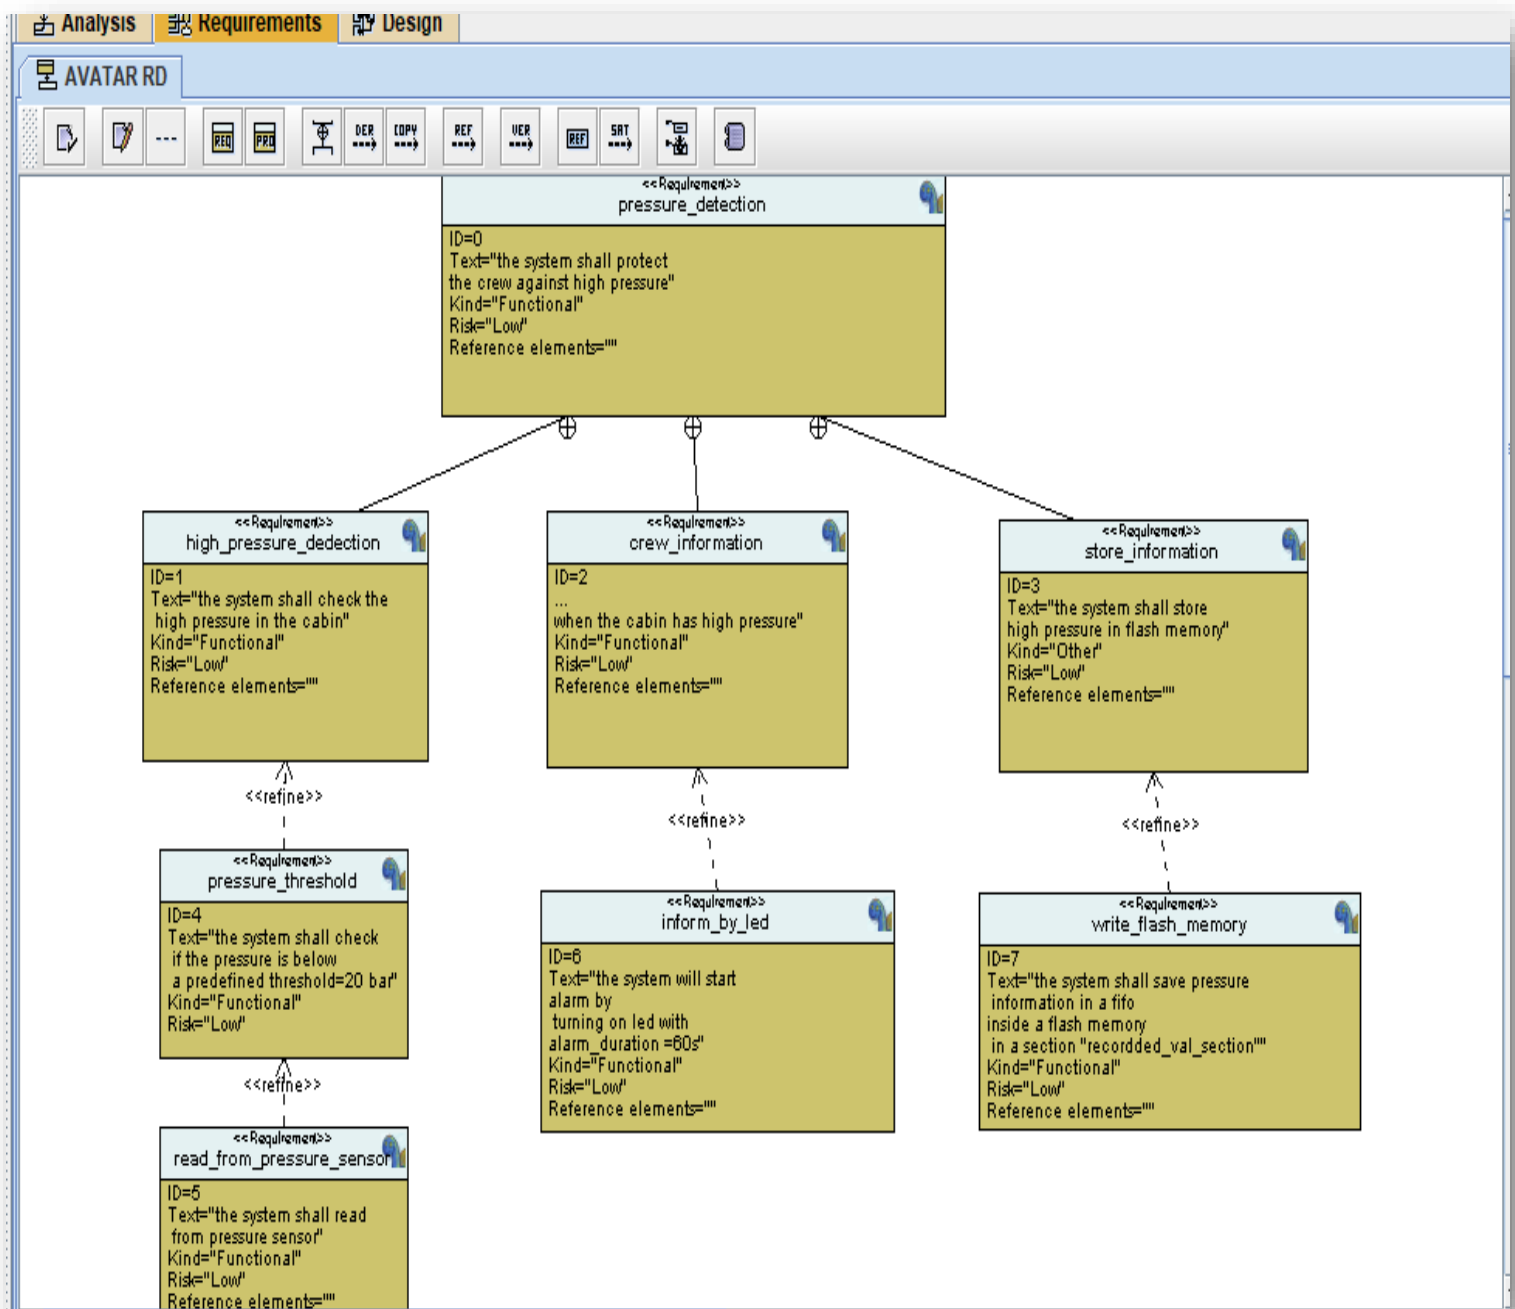 Analysis Requirements Design
AVATAR RD
--- REQ PRO DER COPY REF VER REF SAT
<<Requirement>>
pressure_detection
ID=0
Text="the system shall protect
the crew against high pressure"
Kind="Functional"
Risk="Low"
Reference elements=""
<<Requirement>>
high_pressure_dedection
ID=1
Text="the system shall check the
high pressure in the cabin"
Kind="Functional"
Risk="Low"
Reference elements=""
<<Requirement>>
crew_information
ID=2
...
when the cabin has high pressure"
Kind="Functional"
Risk="Low"
Reference elements=""
<<Requirement>>
store_information
ID=3
Text="the system shall store
high pressure in flash memory"
Kind="Other"
Risk="Low"
Reference elements=""
<<refine>>
<<refine>>
<<refine>>
<<Requirement>>
pressure_threshold
ID=4
Text="the system shall check
if the pressure is below
a predefined threshold=20 bar"
Kind="Functional"
Risk="Low"
<<refine>>
<<Requirement>>
read_from_pressure_sensor
ID=5
Text="the system shall read
from pressure sensor"
Kind="Functional"
Risk="Low"
Reference elements=""
<<Requirement>>
inform_by_led
ID=6
Text="the system will start
alarm by
turning on led with
alarm_duration =60s"
Kind="Functional"
Risk="Low"
Reference elements=""
<<Requirement>>
write_flash_memory
ID=7
Text="the system shall save pressure
information in a fifo
inside a flash memory
in a section "recordded_val_section""
Kind="Functional"
Risk="Low"
Reference elements=""